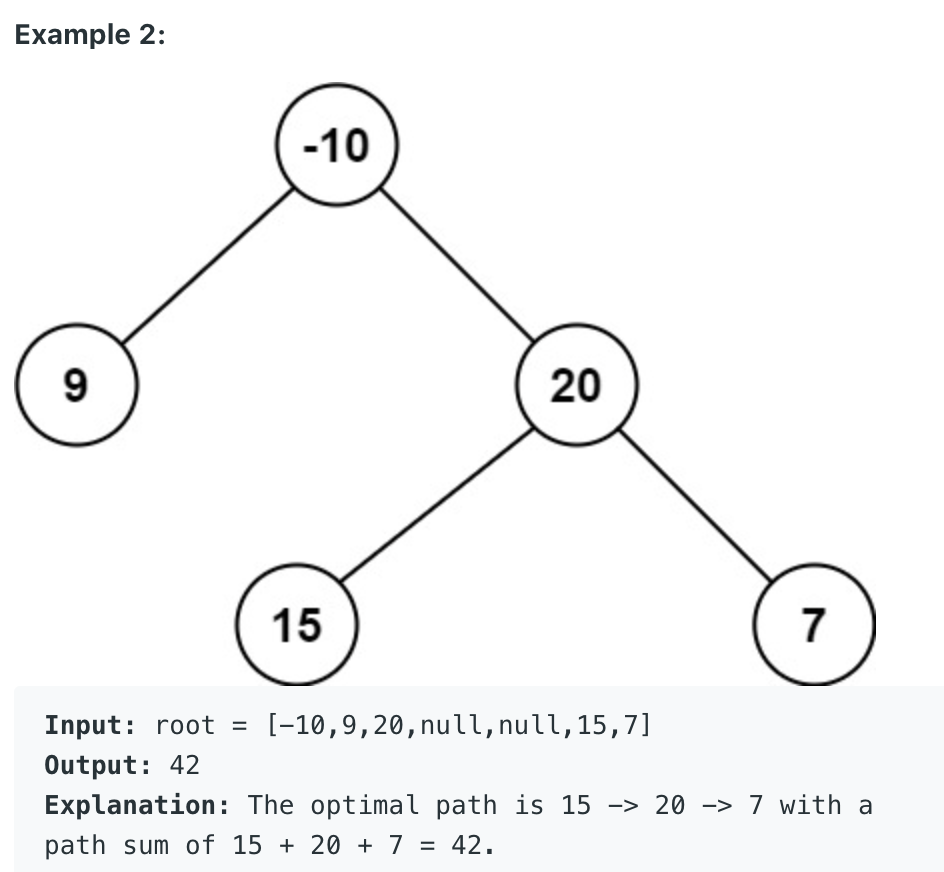 Example 2:
-10
9
20
15
7
Input: root = [-10,9,20,null,null,15,7]
Output: 42
Explanation: The optimal path is 15 -> 20 -> 7 with a
path sum of 15 + 20 + 7 = 42.